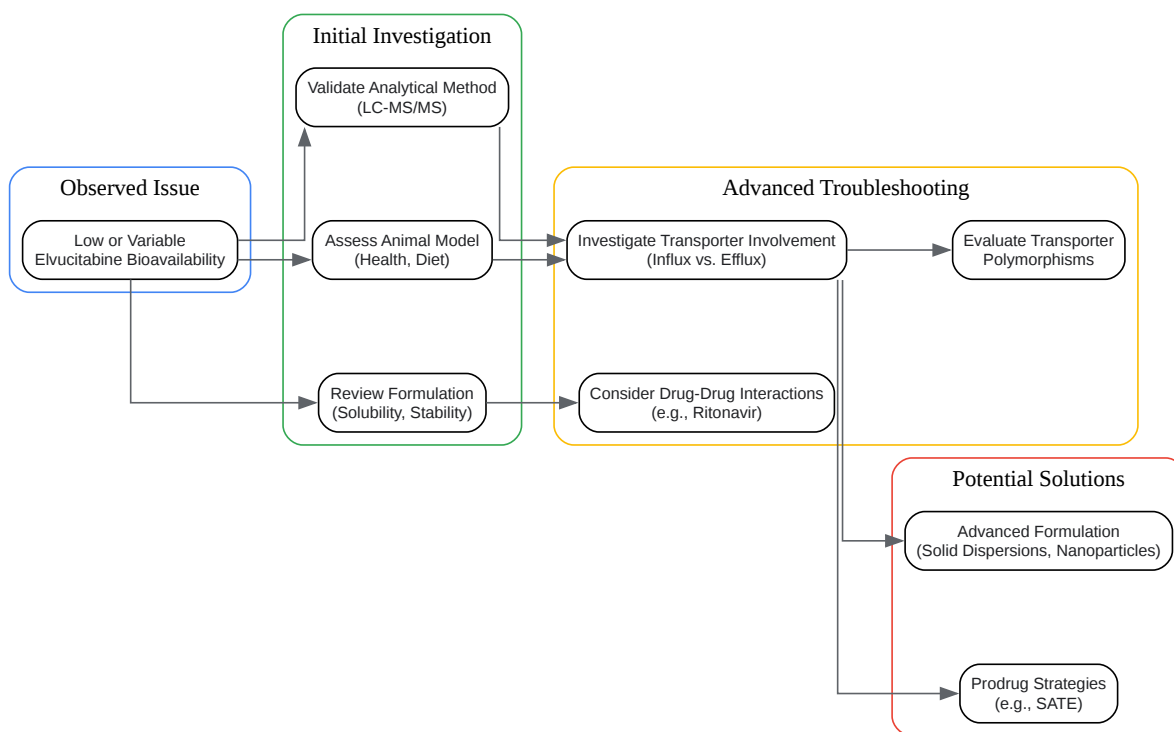 Initial Investigation
Validate Analytical Method
(LC-MS/MS)
Observed Issue
Low or Variable
Elvucitabine Bioavailability
Assess Animal Model
(Health, Diet)
Review Formulation
(Solubility, Stability)
Advanced Troubleshooting
Investigate Transporter Involvement
(Influx vs. Efflux)
Evaluate Transporter
Polymorphisms
Consider Drug-Drug Interactions
(e.g., Ritonavir)
Potential Solutions
Advanced Formulation
(Solid Dispersions, Nanoparticles)
Prodrug Strategies
(e.g., SATE)